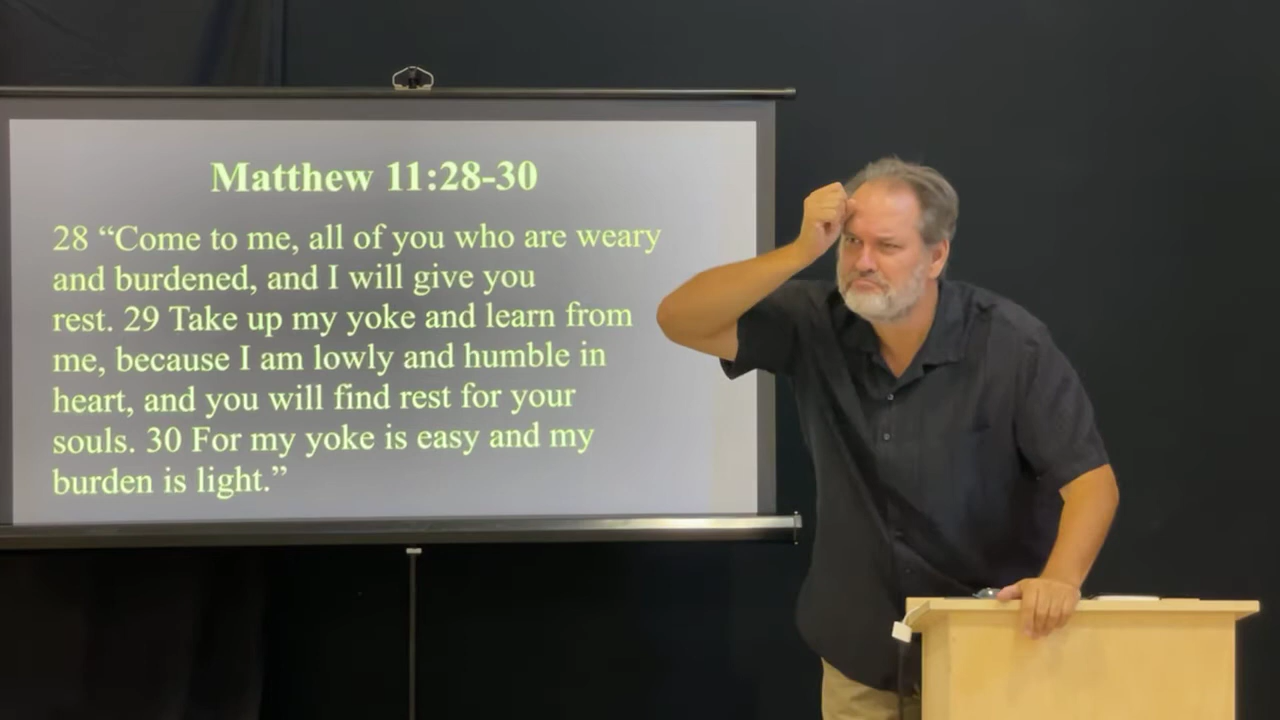 Matthew 11:28-30
28 “Come to me, all of you who are weary
and burdened, and I will give you
rest. 29 Take up my yoke and learn from
me, because I am lowly and humble in
heart, and you will find rest for your
souls. 30 For my yoke is easy and my
burden is light.”